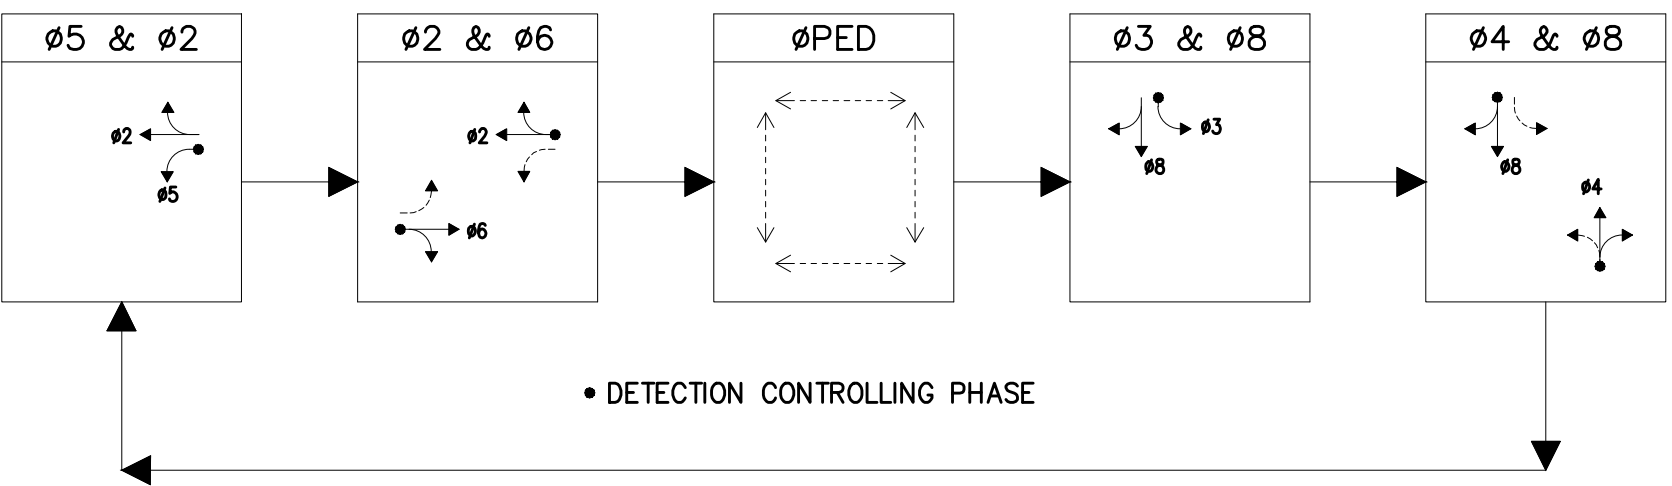 ø5 & ø2
ø2 & ø6
øPED
ø3 & ø8
ø4 & ø8
ø2
ø5
ø2
ø6
ø3
ø8
ø8
ø4
DETECTION CONTROLLING PHASE